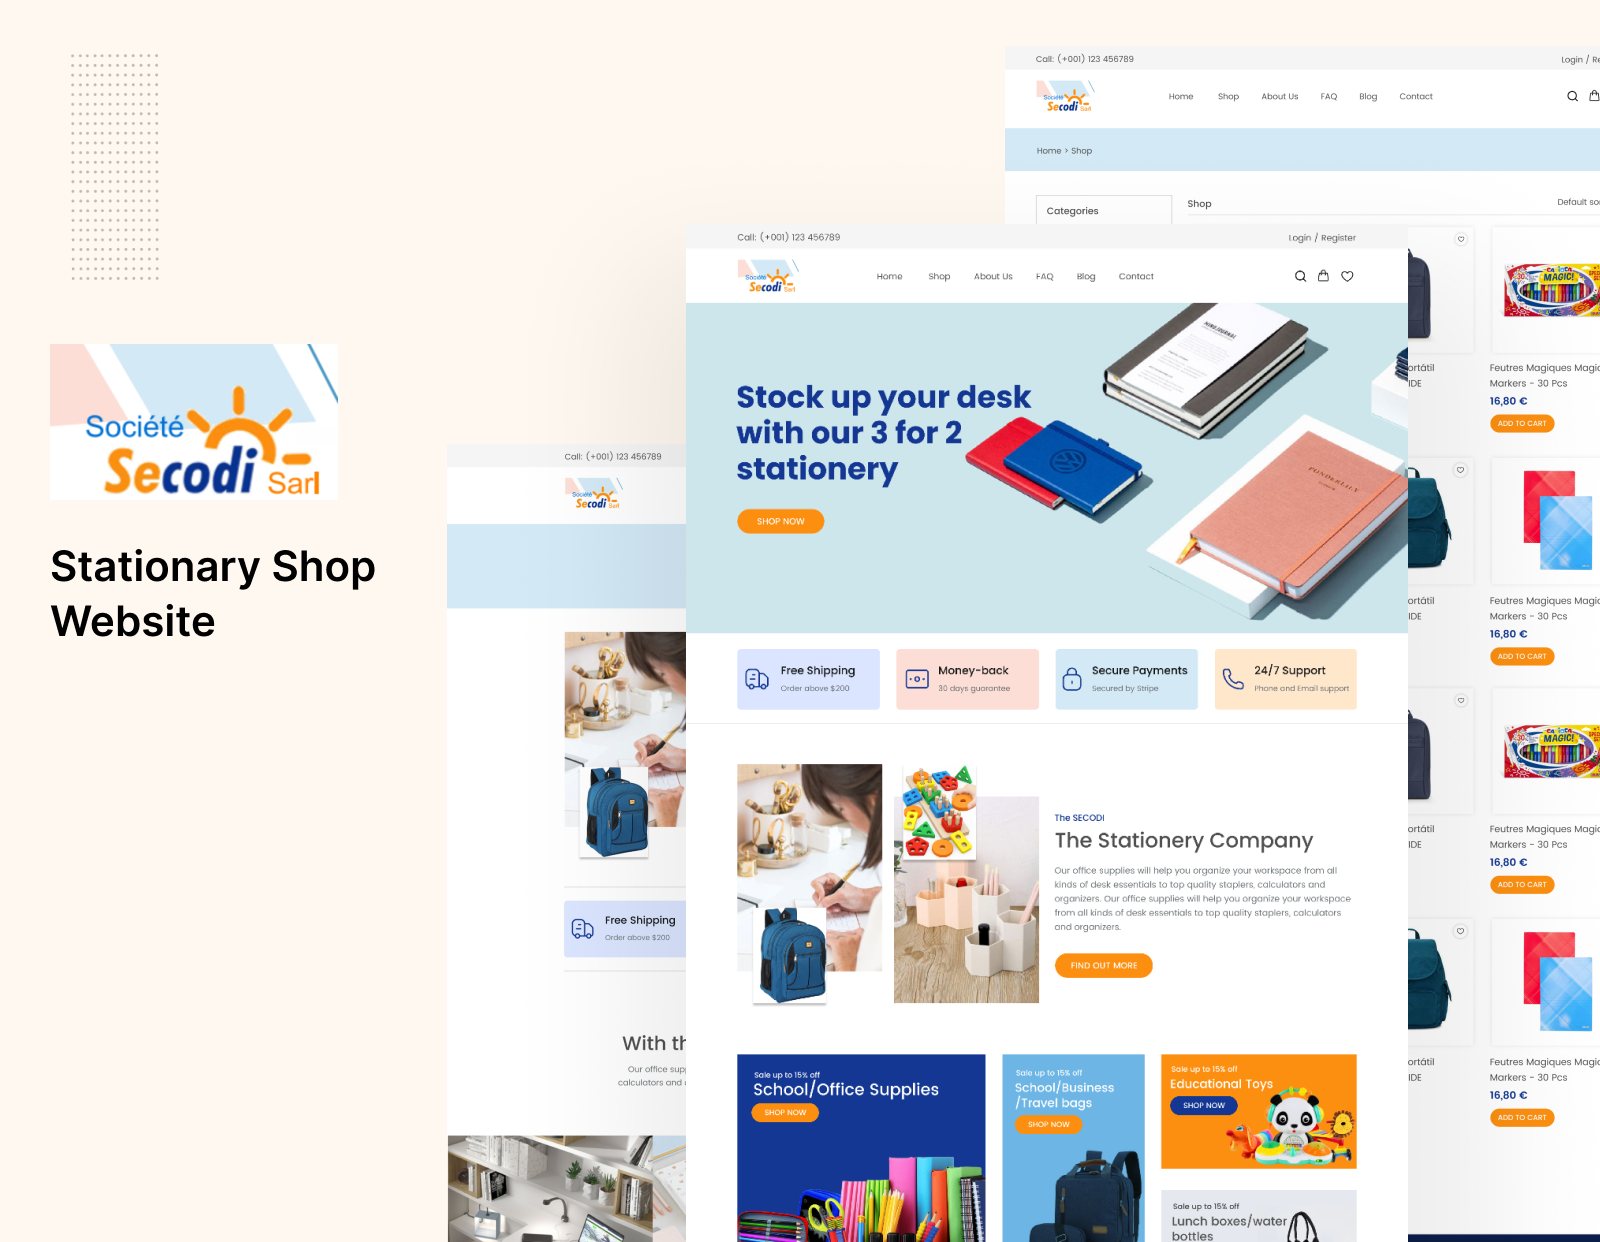 Société
Secodi Sarl
Stationary Shop
Website
Call: (+001) 123 456789
Société
Secodi Sarl
Free Shipping
Order above $200
With th
Our office supp
calculators and
Call: (+001) 123 456789
Login / Register
Société
Secodi Sarl
Home Shop About Us FAQ Blog Contact
Stock up your desk
with our 3 for 2
stationery
SHOP NOW
PONDERLILY
Free Shipping
Order above $200
Money-back
30 days guarantee
Secure Payments
Secured by Stripe
24/7 Support
Phone and Email support
The SECODI
The Stationery Company
Our office supplies will help you organize your workspace from all
kinds of desk essentials to top quality staplers, calculators and
organizers. Our office supplies will help you organize your workspace
from all kinds of desk essentials to top quality staplers, calculators
and organizers.
FIND OUT MORE
Sale up to 15% off
School/Office Supplies
SHOP NOW
Sale up to 15% off
School/Business
/Travel bags
SHOP NOW
Sale up to 15% off
Educational Toys
SHOP NOW
Sale up to 15% off
Lunch boxes/water
bottles
Call: (+001) 123 456789
Login / Re
Société
Secodi Sarl
Home Shop About Us FAQ Blog Contact
Home > Shop
Categories
Shop
Default so
ortátil
IDE
CARIOCA
MAGIC!
Feutres Magiques Magic
Markers - 30 Pcs
16,80 €
ADD TO CART
ortátil
IDE
Feutres Magiques Magic
Markers - 30 Pcs
16,80 €
ADD TO CART
ortátil
IDE
CARIOCA
MAGIC!
Feutres Magiques Magic
Markers - 30 Pcs
16,80 €
ADD TO CART
ortátil
IDE
Feutres Magiques Magic
Markers - 30 Pcs
16,80 €
ADD TO CART